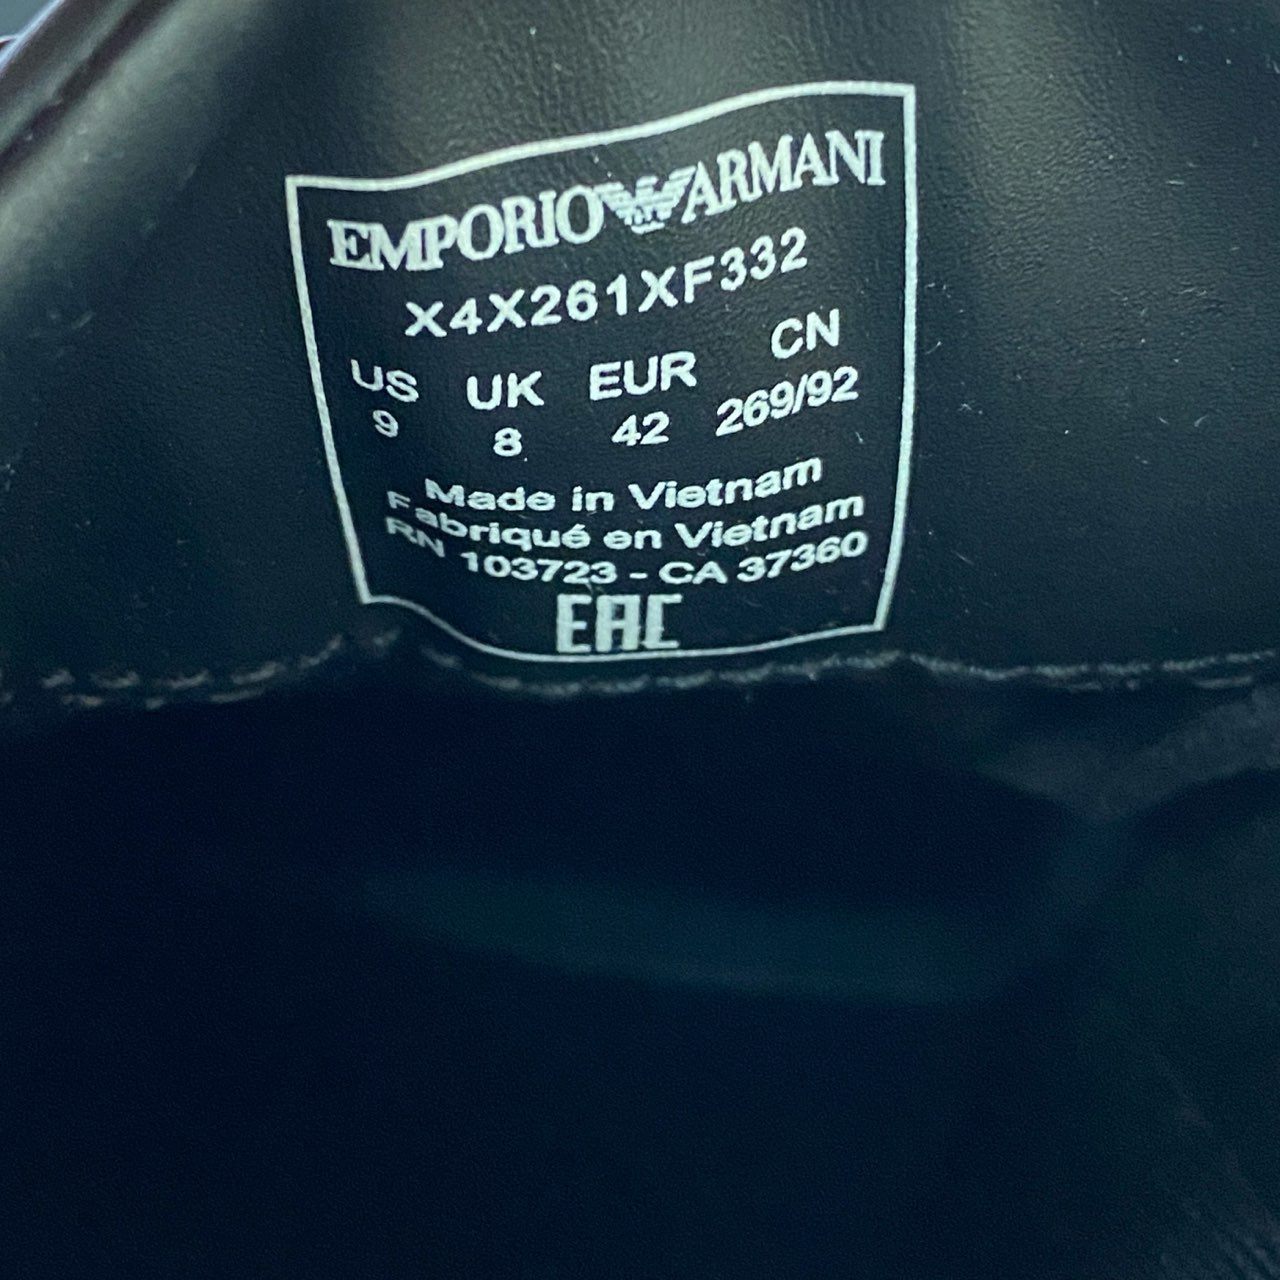 EMPORIO ARMANI
X4X261XF332
US UK EUR CN
9 8 42 269/92
Made in Vietnam
Fabriqué en Vietnam
RN 103723 - CA 37360
EAC